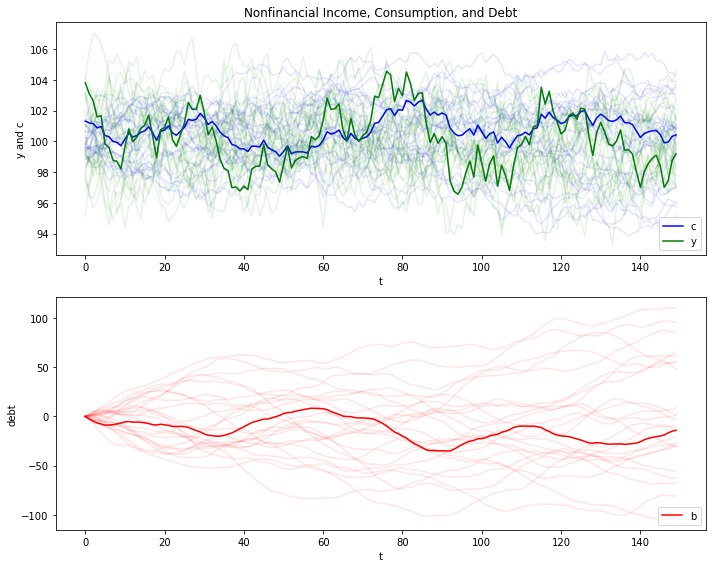 Nonfinancial Income, Consumption, and Debt
106
104
102
100
98
96
94
y and c
0 20 40 60 80 100 120 140
t
c
y
100
50
0
−50
−100
debt
0 20 40 60 80 100 120 140
t
b